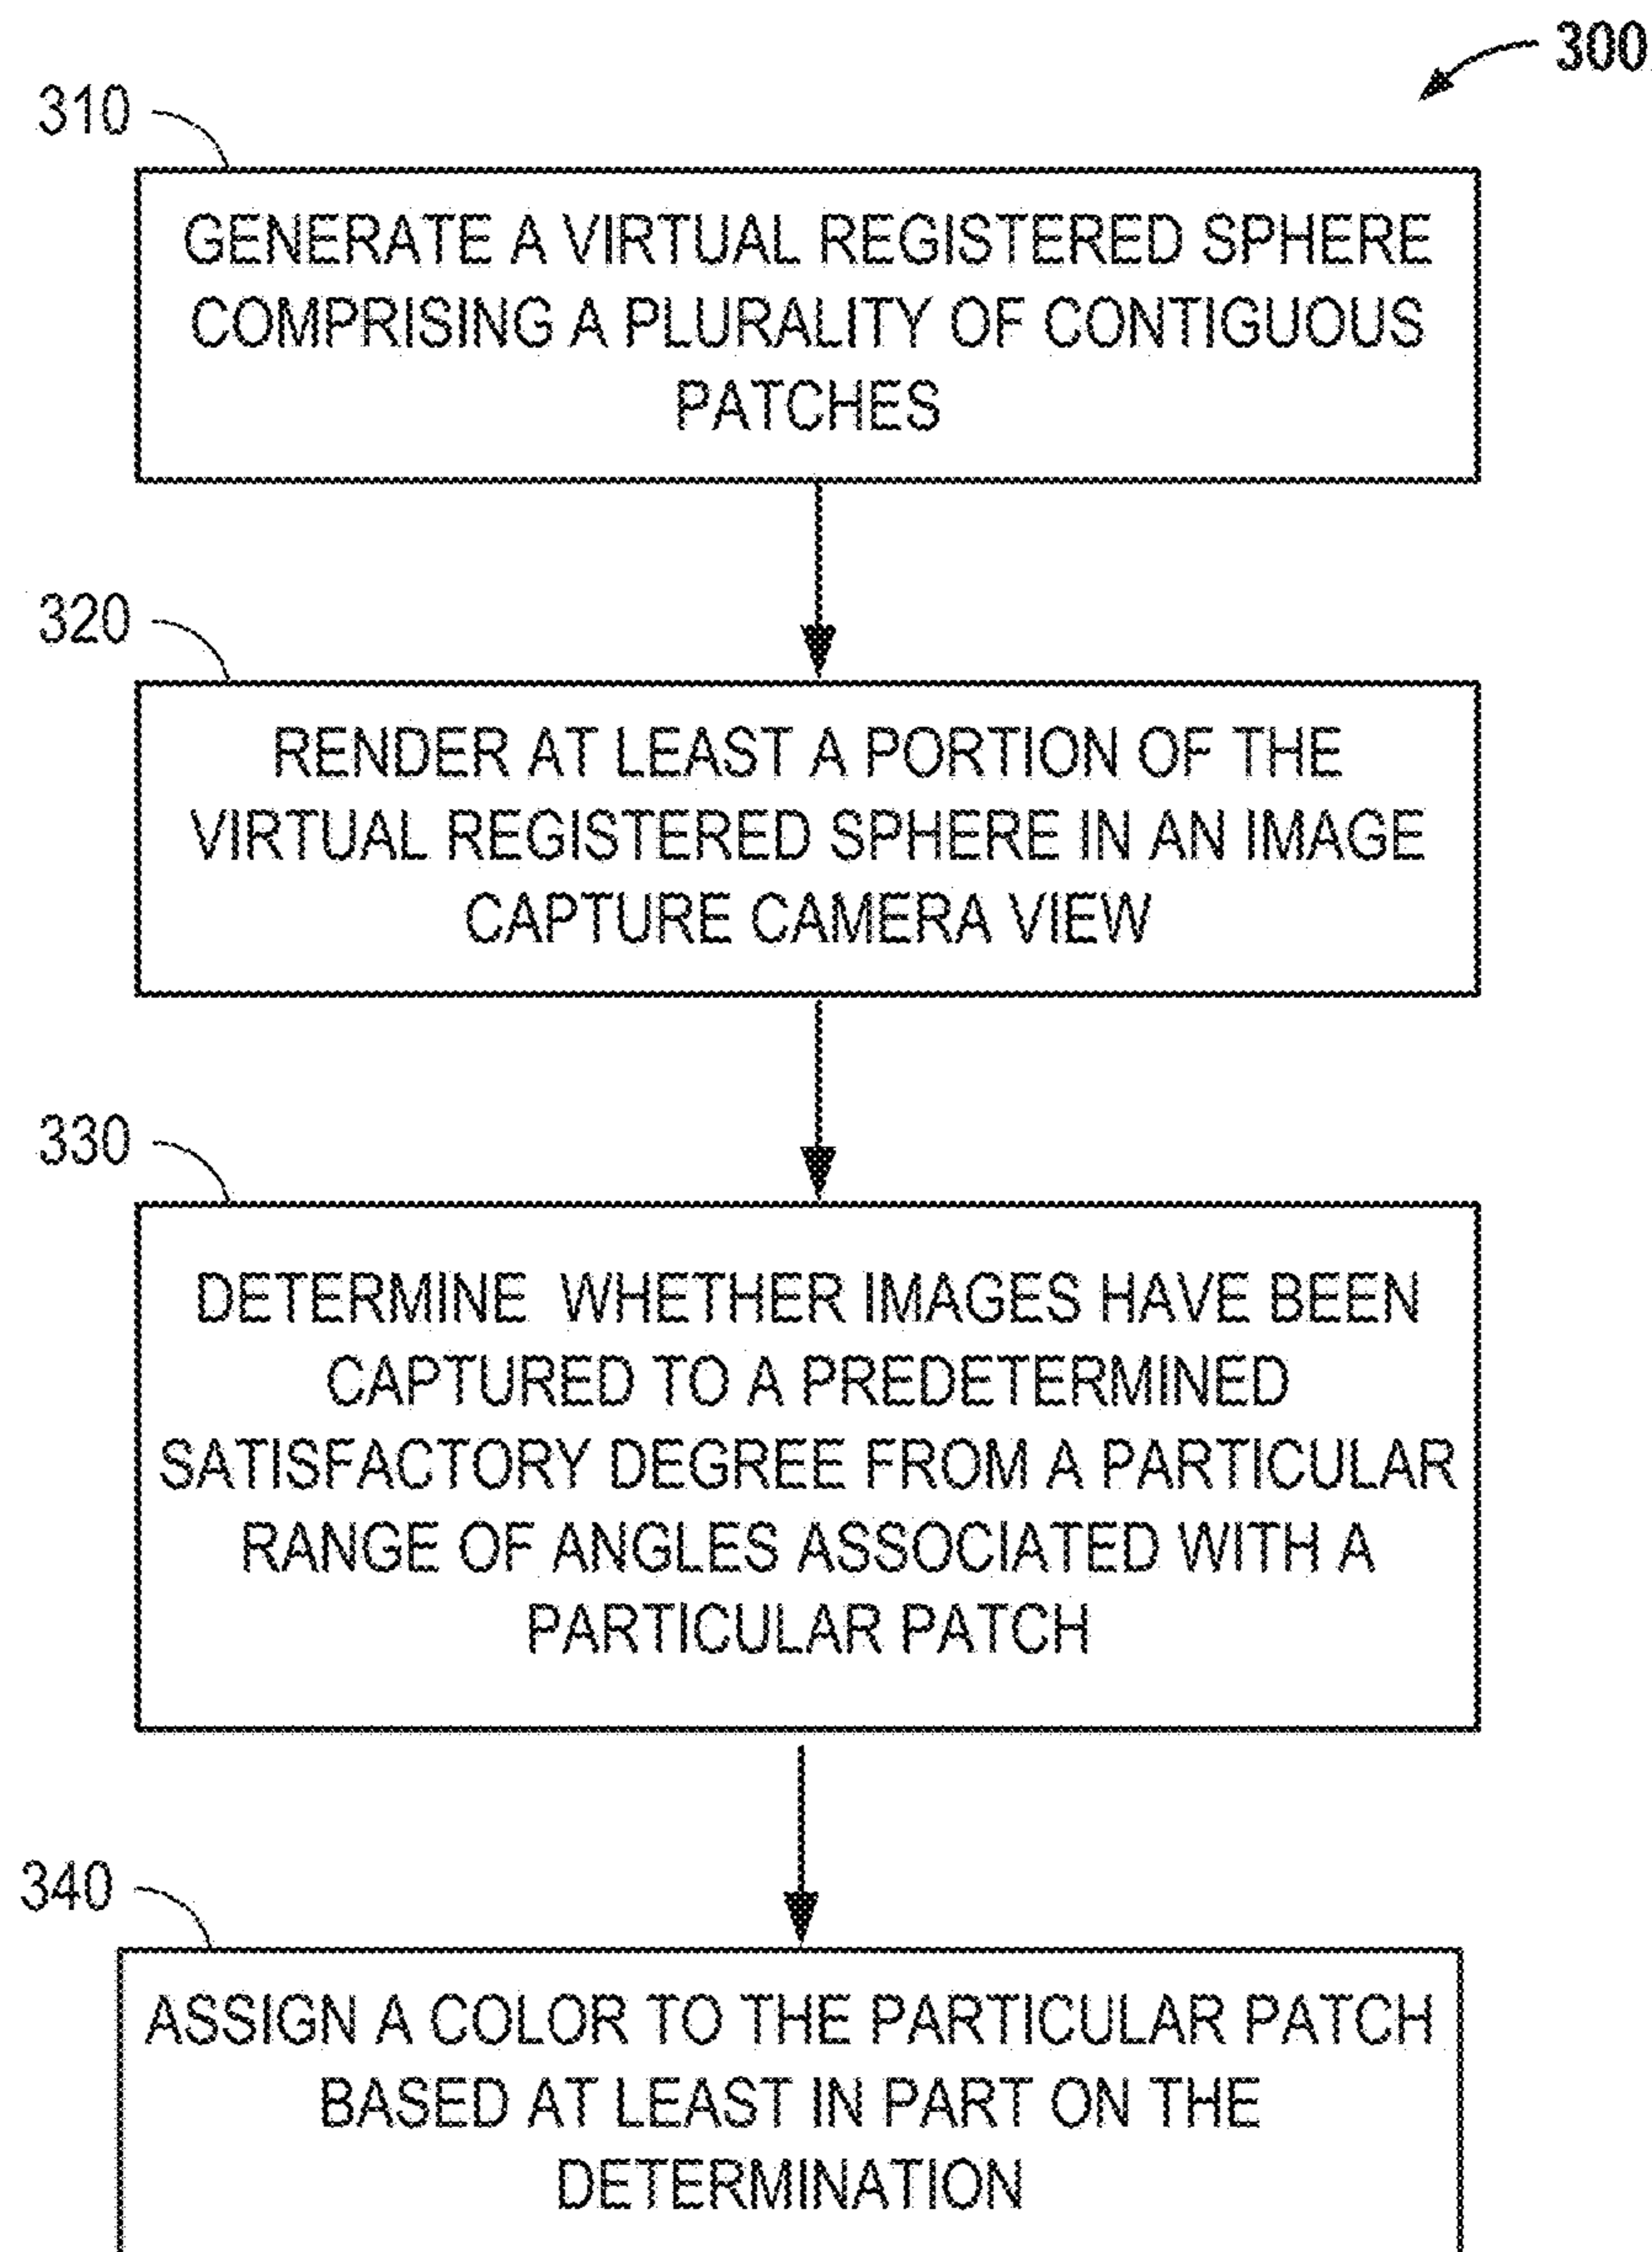 300
310
GENERATE A VIRTUAL REGISTERED SPHERE
COMPRISING A PLURALITY OF CONTIGUOUS
PATCHES
320
RENDER AT LEAST A PORTION OF THE
VIRTUAL REGISTERED SPHERE IN AN IMAGE
CAPTURE CAMERA VIEW
330
DETERMINE WHETHER IMAGES HAVE BEEN
CAPTURED TO A PREDETERMINED
SATISFACTORY DEGREE FROM A PARTICULAR
RANGE OF ANGLES ASSOCIATED WITH A
PARTICULAR PATCH
340
ASSIGN A COLOR TO THE PARTICULAR PATCH
BASED AT LEAST IN PART ON THE
DETERMINATION